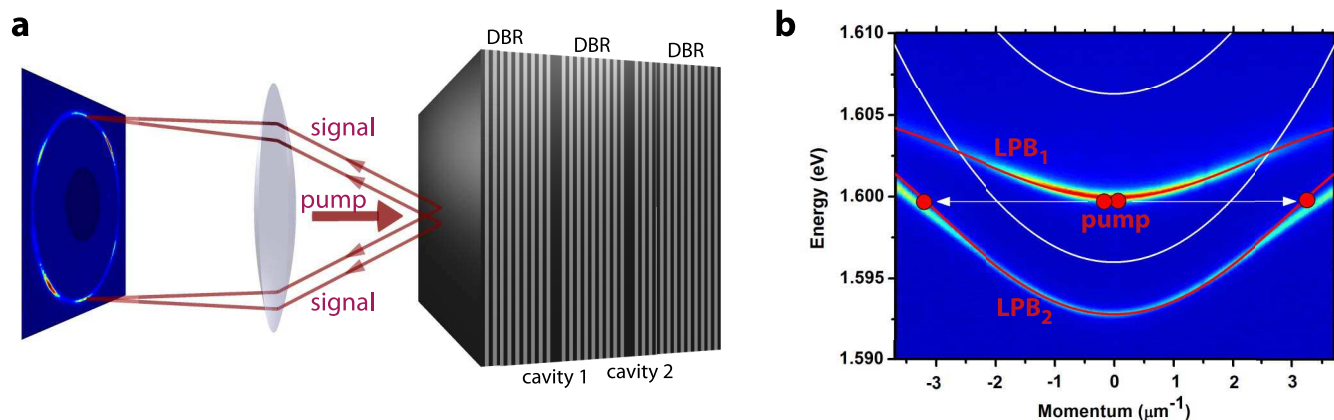 a
DBR
DBR
DBR
signal
pump
signal
cavity 1
cavity 2
b
1.610
1.605
1.600
1.595
1.590
Energy (eV)
LPB1
pump
LPB2
-3
-2
-1
0
1
2
3
Momentum (μm-1)